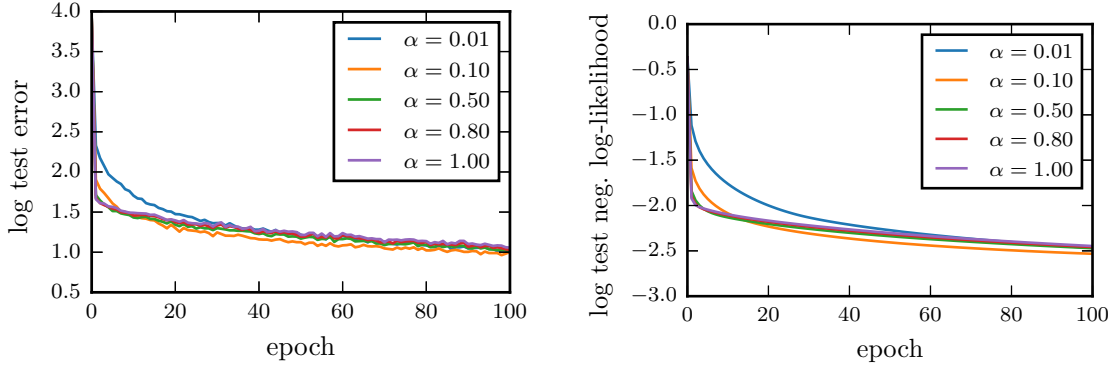 log test error
4.0
3.5
3.0
2.5
2.0
1.5
1.0
0.5
0 20 40 60 80 100
epoch
α = 0.01
α = 0.10
α = 0.50
α = 0.80
α = 1.00
log test neg. log-likelihood
0.0
−0.5
−1.0
−1.5
−2.0
−2.5
−3.0
0 20 40 60 80 100
epoch
α = 0.01
α = 0.10
α = 0.50
α = 0.80
α = 1.00